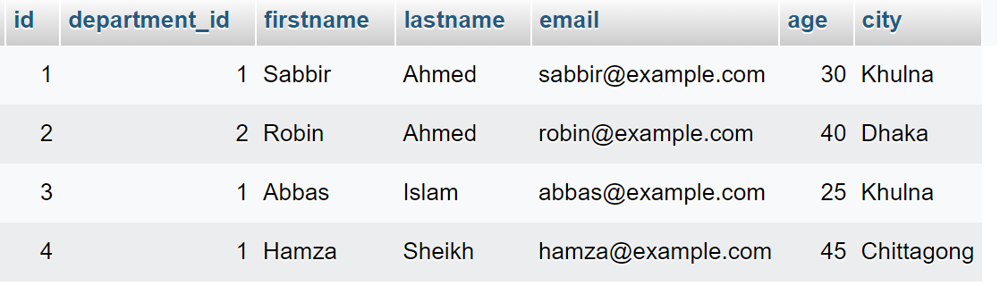 id department_id firstname lastname email age city
1 1 Sabbir Ahmed sabbir@example.com 30 Khulna
2 2 Robin Ahmed robin@example.com 40 Dhaka
3 1 Abbas Islam abbas@example.com 25 Khulna
4 1 Hamza Sheikh hamza@example.com 45 Chittagong